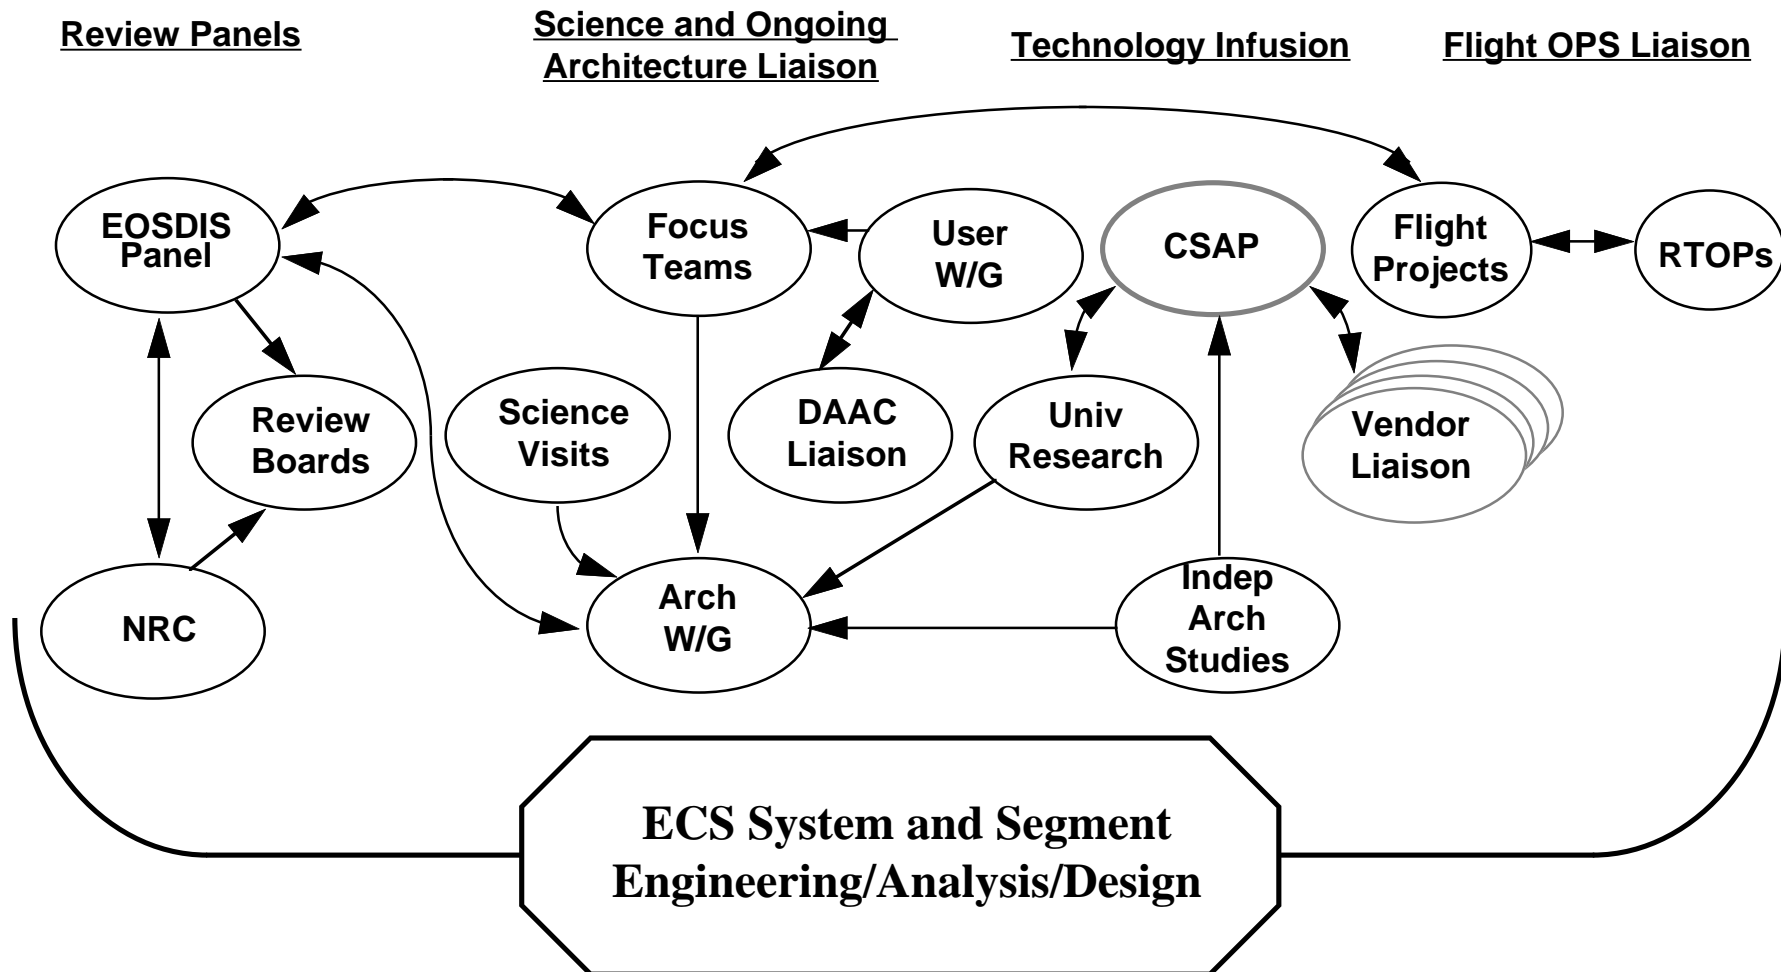 Review Panels
Science and Ongoing
Architecture Liaison
Technology Infusion
Flight OPS Liaison
EOSDIS
Panel
Focus
Teams
User
W/G
CSAP
Flight
Projects
RTOPs
Review
Boards
Science
Visits
DAAC
Liaison
Univ
Research
Vendor
Liaison
NRC
Arch
W/G
Indep
Arch
Studies
ECS System and Segment
Engineering/Analysis/Design